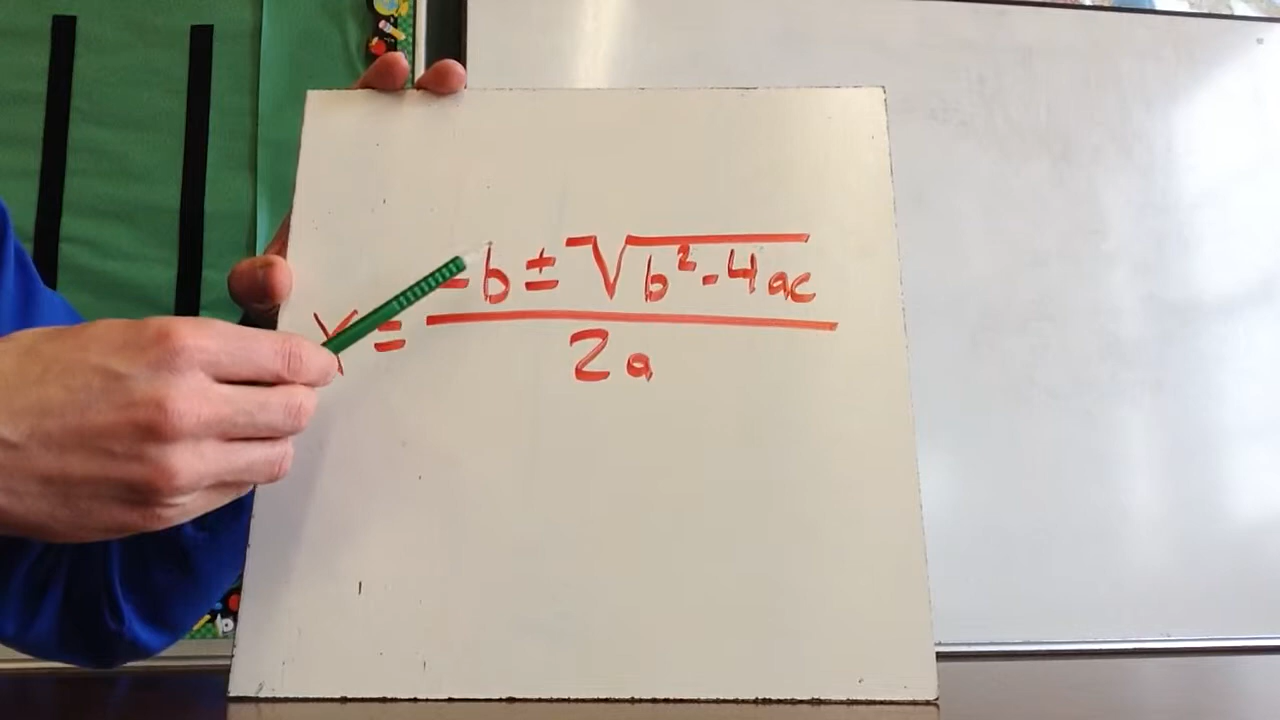 x = -b ± √b² - 4ac
2a